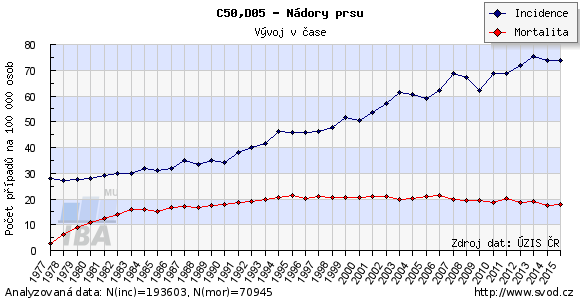 C50,D05 - Nádory prsu
Vývoj v čase
Incidence
Mortalita
Počet případů na 100 000 osob
80
70
60
50
40
30
20
10
0
ML
IBA
Zdroj dat: ÚZIS ČR
1977 1978 1979 1980 1981 1982 1983 1984 1985 1986 1987 1988 1989 1990 1991 1992 1993 1994 1995 1996 1997 1998 1999 2000 2001 2002 2003 2004 2005 2006 2007 2008 2009 2010 2011 2012 2013 2014 2015
Analyzovaná data: N(inc)=193603, N(mor)=70945
http://www.svod.cz